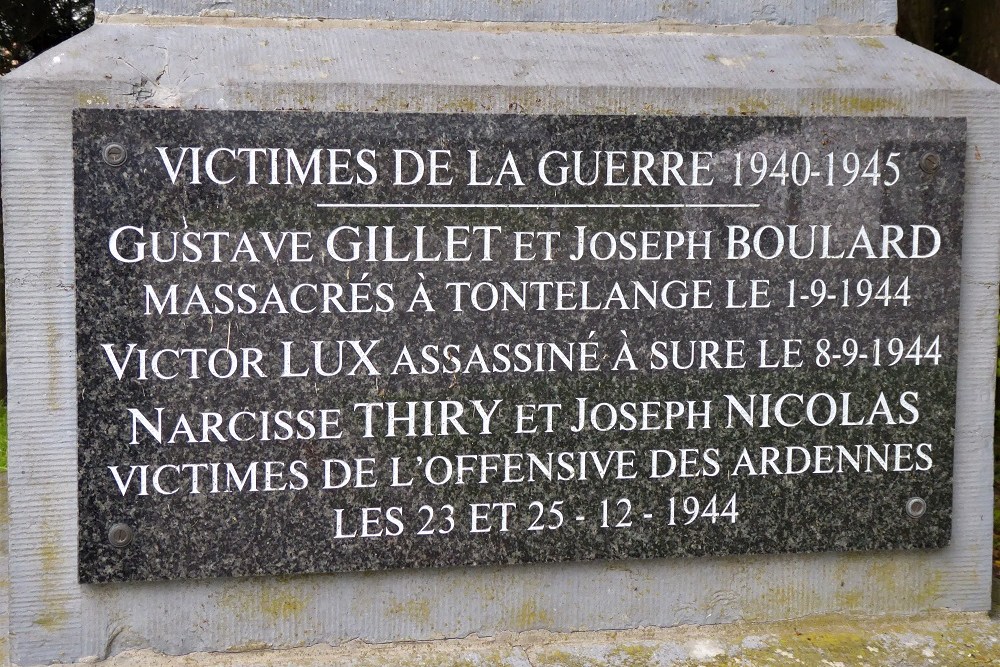 VICTIMES DE LA GUERRE 1940-1945
GUSTAVE GILLET ET JOSEPH BOULARD
MASSACRÉS À TONTELANGE LE 1-9-1944
VICTOR LUX ASSASSINÉ À SURE LE 8-9-1944
NARCISSE THIRY ET JOSEPH NICOLAS
VICTIMES DE L'OFFENSIVE DES ARDENNES
LES 23 ET 25 - 12 - 1944